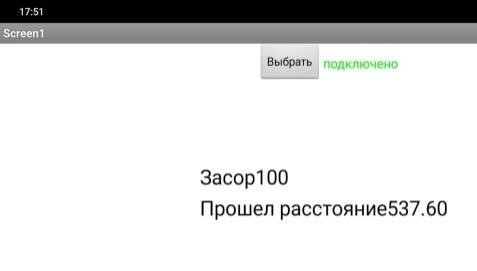 17:51
Screen1
Выбрать подключено
Засор100
Прошел расстояние537.60